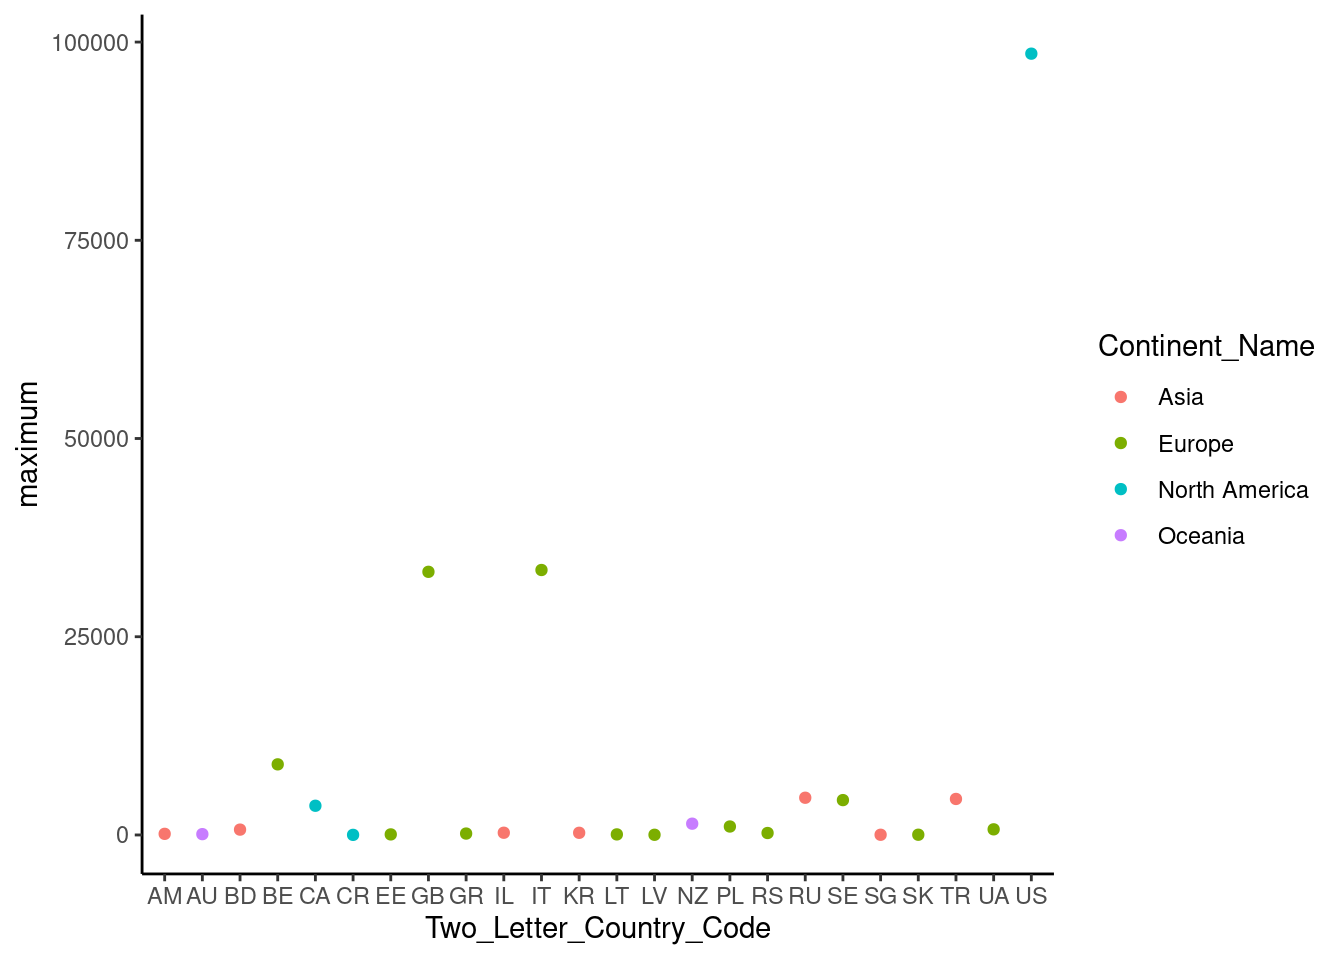 100000
75000
50000
25000
0
maximum
AM AU BD BE CA CR EE GB GR IL IT KR LT LV NZ PL RS RU SE SG SK TR UA US
Two_Letter_Country_Code
Continent_Name
Asia
Europe
North America
Oceania